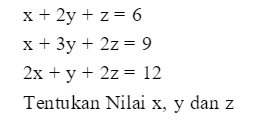 x + 2y + z = 6
x + 3y + 2z = 9
2x + y + 2z = 12
Tentukan Nilai x, y dan z